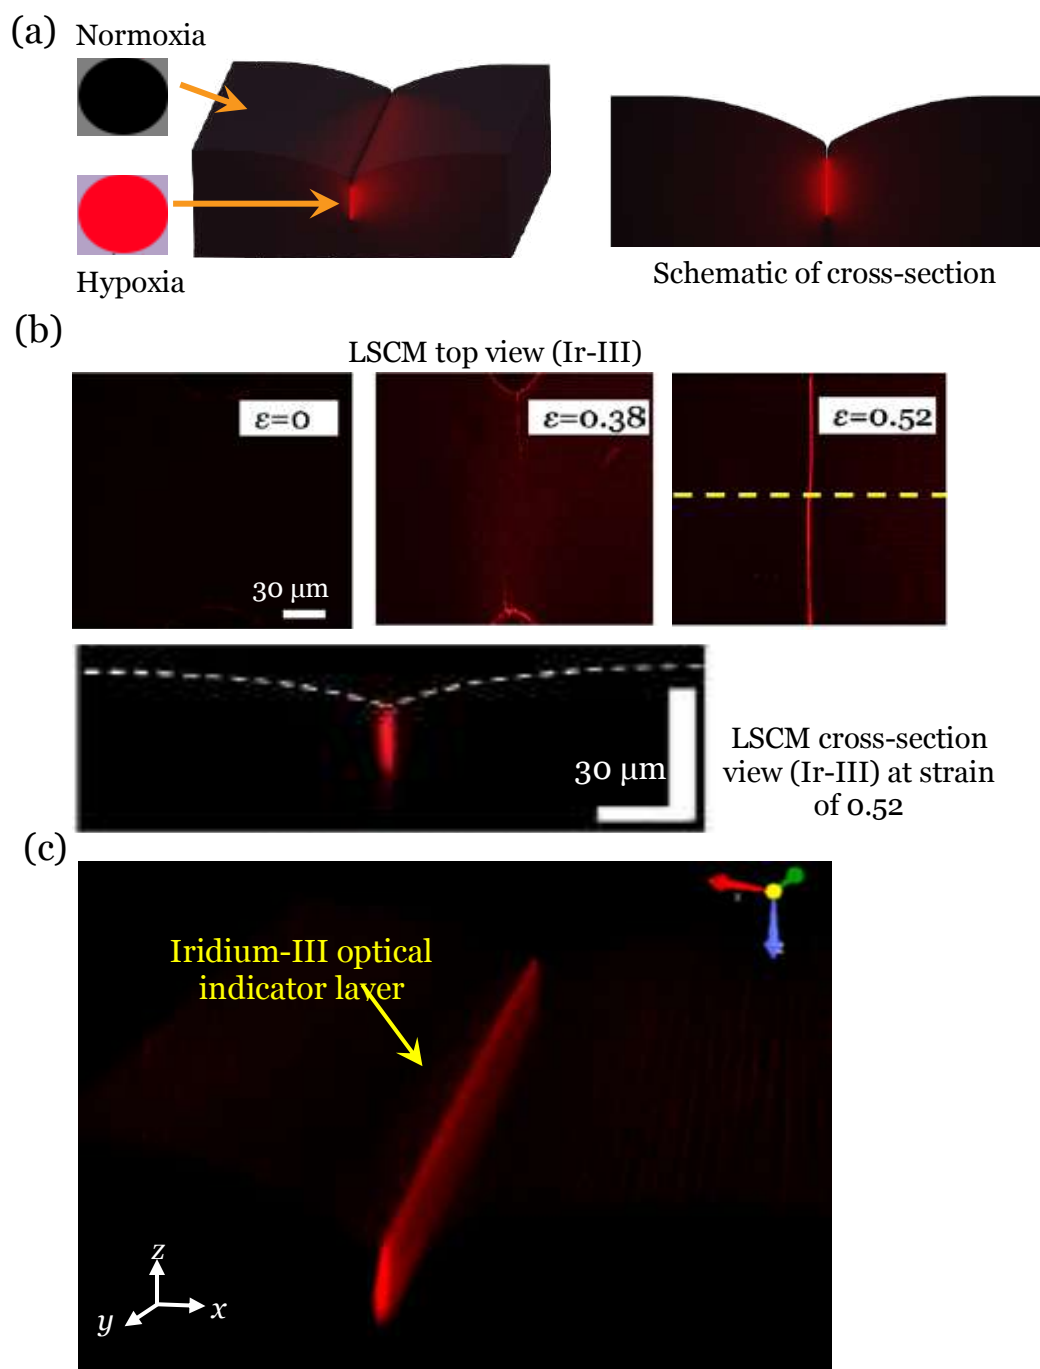 (a)
Normoxia
Hypoxia
Schematic of cross-section
(b)
LSCM top view (Ir-III)
ε=0
ε=0.38
ε=0.52
30 μm
30 μm
LSCM cross-section
view (Ir-III) at strain
of 0.52
(c)
Iridium-III optical
indicator layer
z
y
x